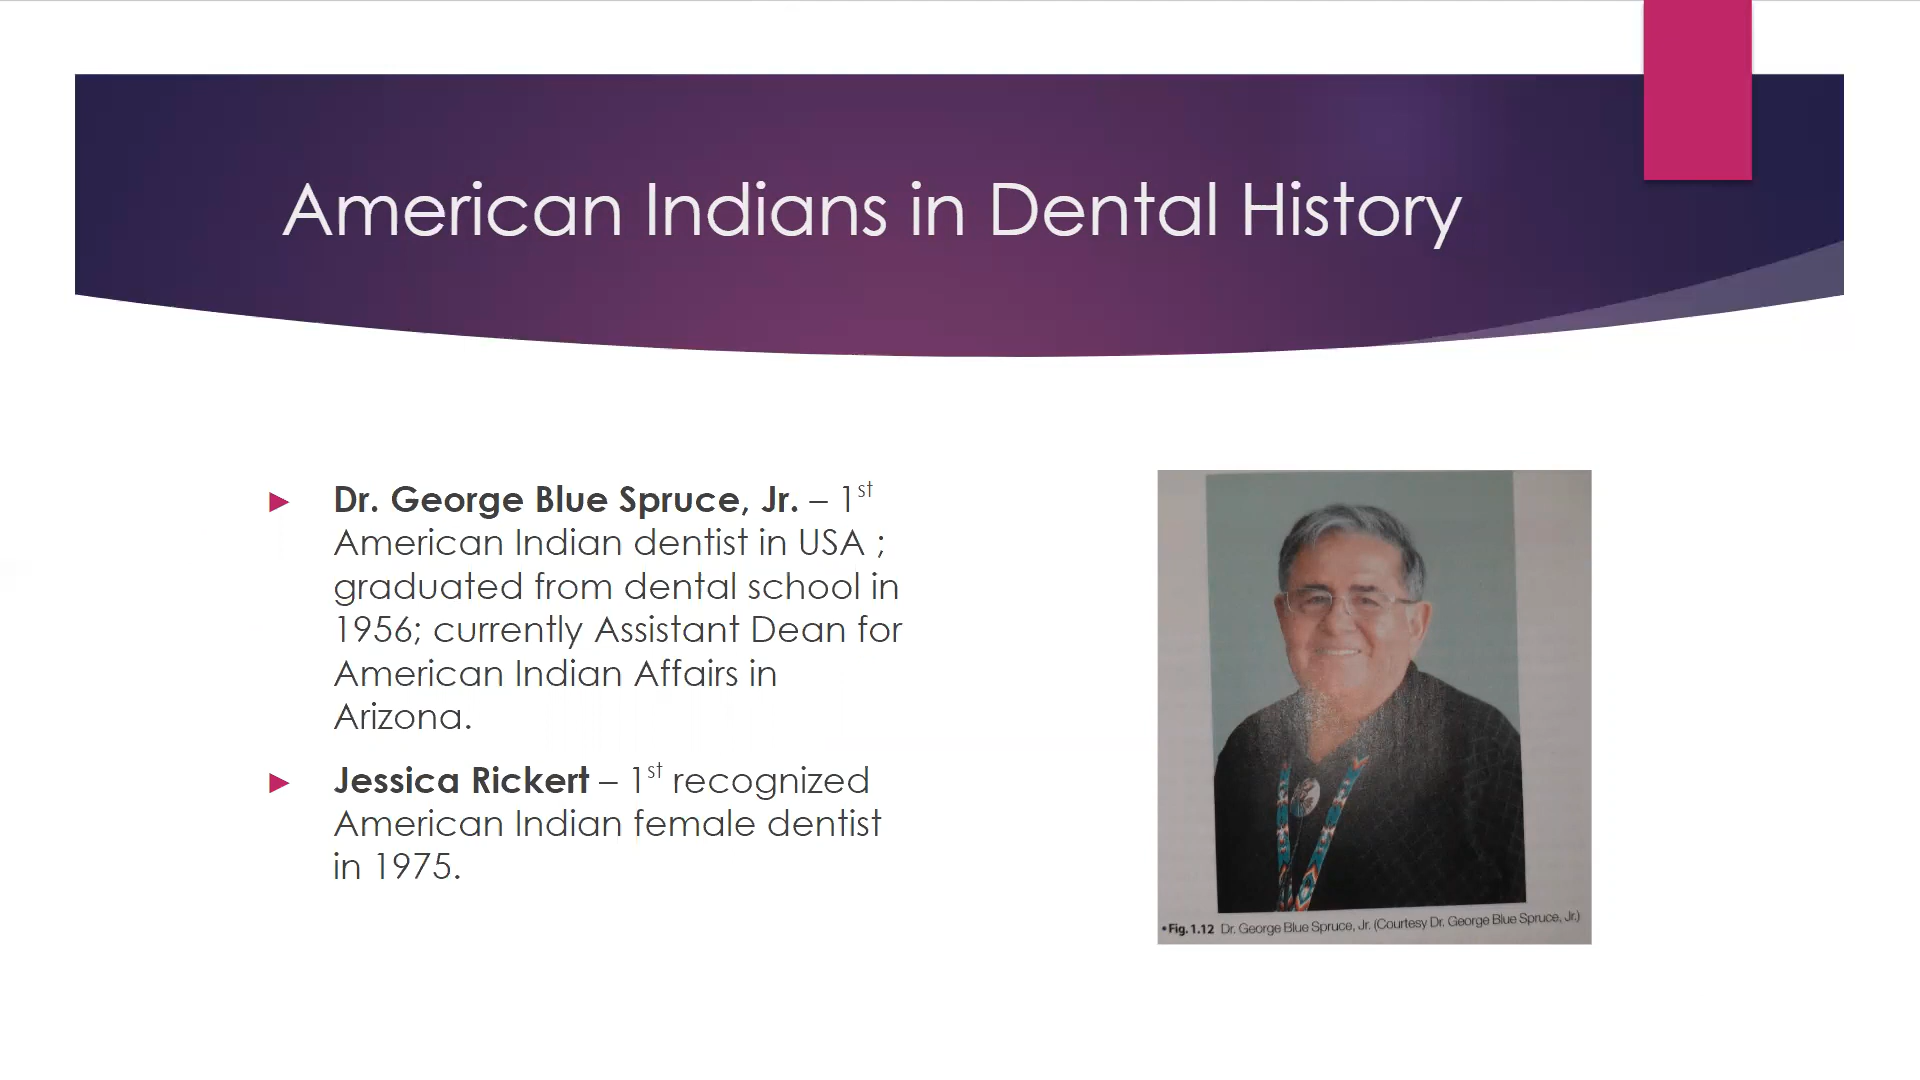 American Indians in Dental History
► Dr. George Blue Spruce, Jr. – 1st
American Indian dentist in USA ;
graduated from dental school in
1956; currently Assistant Dean for
American Indian Affairs in
Arizona.
► Jessica Rickert – 1st recognized
American Indian female dentist
in 1975.
• Fig. 1.12 Dr. George Blue Spruce, Jr. (Courtesy Dr. George Blue Spruce, Jr.)